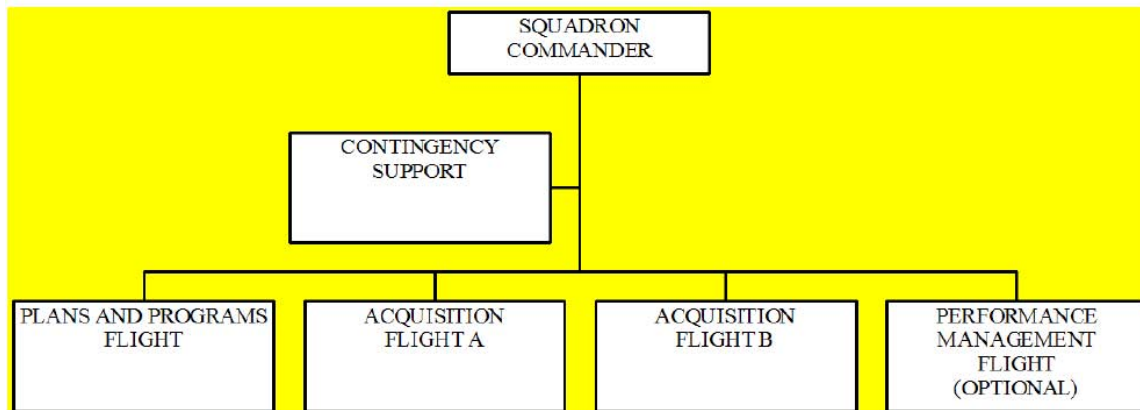 SQUADRON
COMMANDER
CONTINGENCY
SUPPORT
PLANS AND PROGRAMS
FLIGHT
ACQUISITION
FLIGHT A
ACQUISITION
FLIGHT B
PERFORMANCE
MANAGEMENT
FLIGHT
(OPTIONAL)